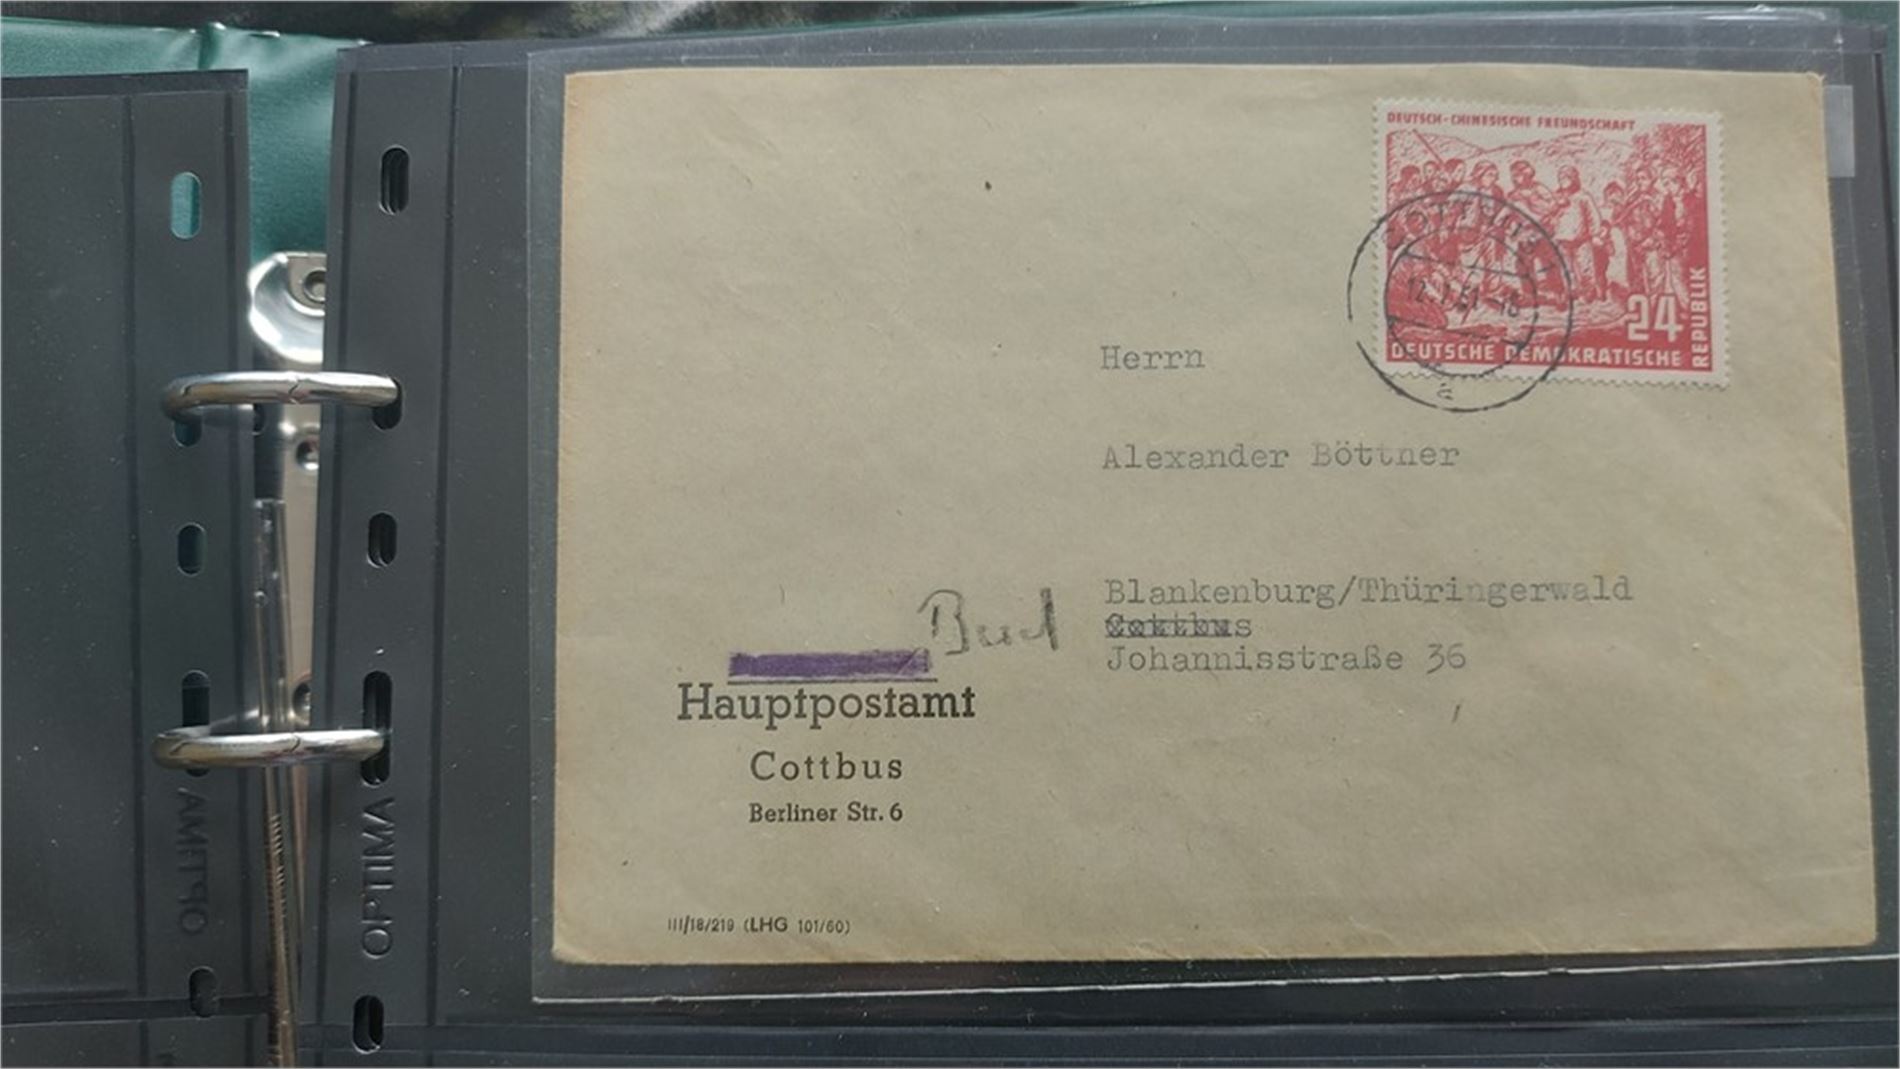 DEUTSCH-CHINESISCHE FREUNDSCHAFT
24
DEUTSCHE DEMOKRATISCHE
REPUBLIK
COTTBUS
Herrn
Alexander Böttner
Blankenburg/Thüringerwald
Cottbus
Johannisstraße 36
Hauptpostamt
Cottbus
Berliner Str. 6
III/18/219 (LHG 101/60)
OPTIMA
OPTIMA